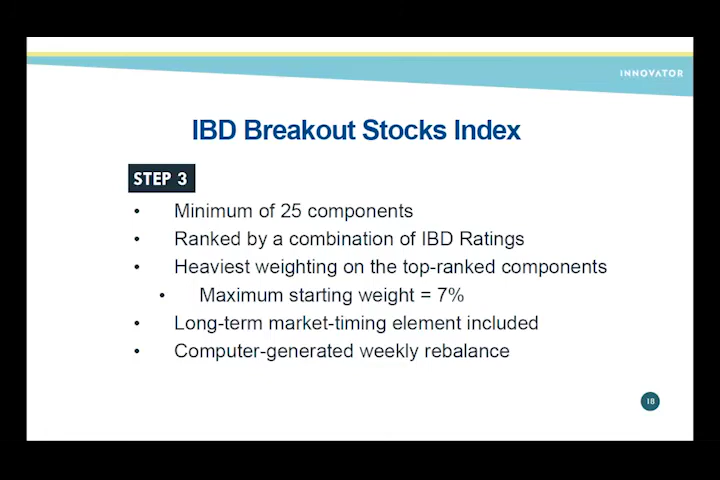 INNOVATOR
IBD Breakout Stocks Index
STEP 3
• Minimum of 25 components
• Ranked by a combination of IBD Ratings
• Heaviest weighting on the top-ranked components
• Maximum starting weight = 7%
• Long-term market-timing element included
• Computer-generated weekly rebalance
18